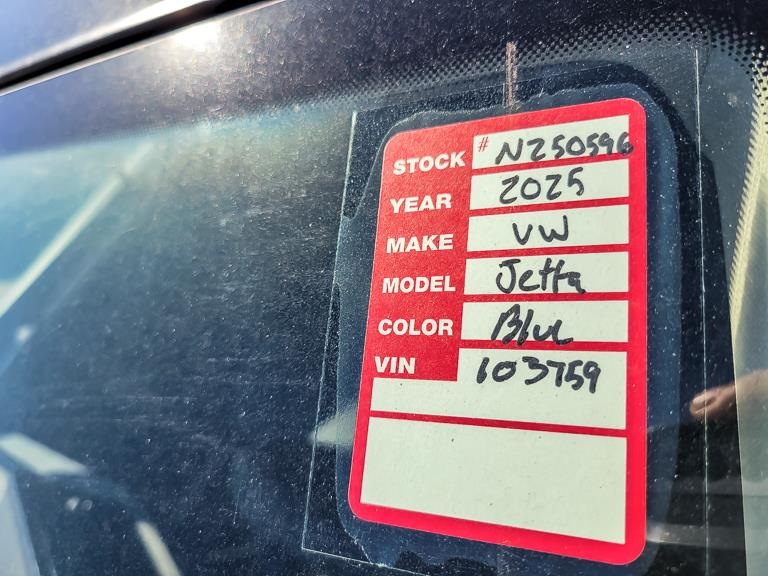 STOCK # N250596
YEAR 2025
MAKE VW
MODEL Jetta
COLOR Blue
VIN 103759